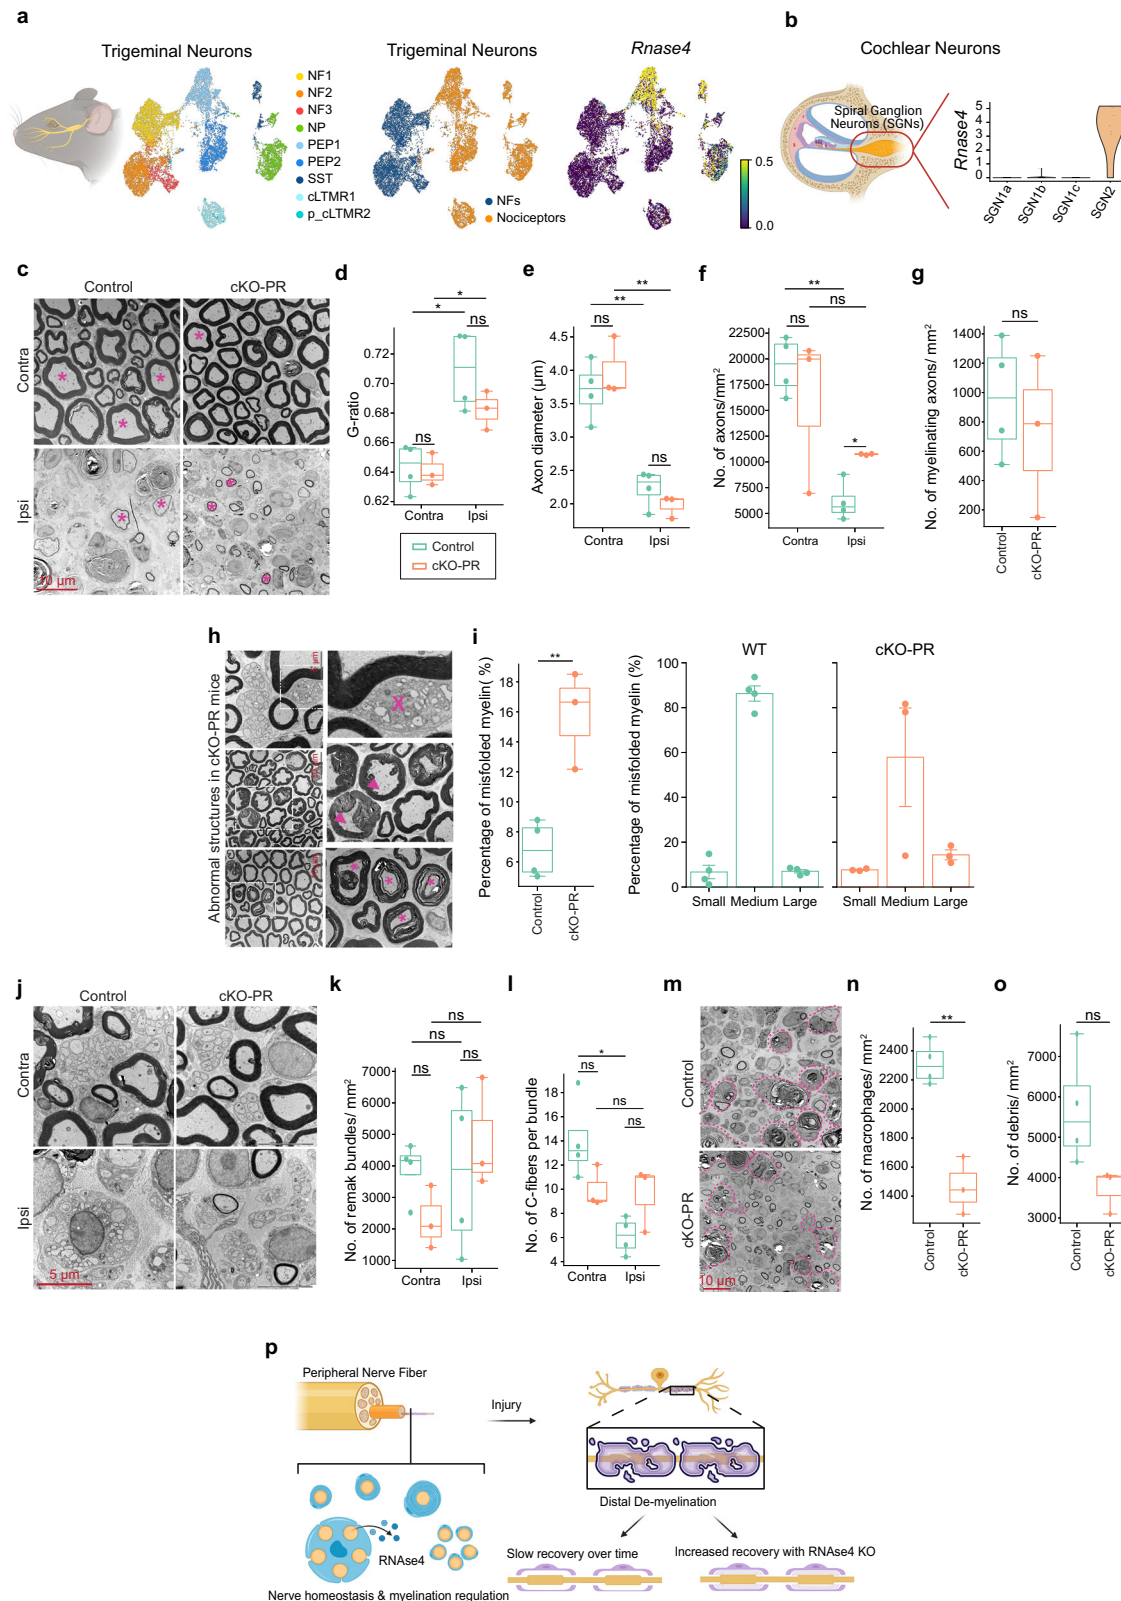 a
Trigeminal Neurons
NF1
NF2
NF3
NP
PEP1
PEP2
SST
cLTMR1
p_cLTMR2
Trigeminal Neurons
NFs
Nociceptors
Rnase4
0.5
0.0
b
Cochlear Neurons
Spiral Ganglion
Neurons (SGNs)
Rnase4
5
4
3
2
1
0
SGN1a
SGN1b
SGN1c
SGN2
c
Control
cKO-PR
Contra
Ipsi
10 µm
d
G-ratio
0.72
0.70
0.68
0.66
0.64
0.62
*
*
ns
ns
Contra
Ipsi
Control
cKO-PR
e
Axon diameter (µm)
4.5
4.0
3.5
3.0
2.5
2.0
**
**
ns
ns
Contra
Ipsi
f
No. of axons/mm²
22500
20000
17500
15000
12500
10000
7500
5000
**
ns
ns
*
Contra
Ipsi
g
No. of myelinating axons/ mm²
1400
1200
1000
800
600
400
200
ns
Control
cKO-PR
h
Abnormal structures in cKO-PR mice
i
Percentage of misfolded myelin( %)
18
16
14
12
10
8
6
**
Control
cKO-PR
Percentage of misfolded myelin (%)
100
80
60
40
20
0
WT
Small Medium Large
cKO-PR
Small Medium Large
j
Control
cKO-PR
Contra
Ipsi
5 µm
k
No. of remak bundles/ mm²
7000
6000
5000
4000
3000
2000
1000
ns
ns
ns
ns
Contra
Ipsi
l
No. of C-fibers per bundle
18
16
14
12
10
8
6
4
*
ns
ns
ns
Contra
Ipsi
m
Control
cKO-PR
10 µm
n
No. of macrophages/ mm²
2400
2200
2000
1800
1600
1400
**
Control
cKO-PR
o
No. of debris/ mm²
7000
6000
5000
4000
3000
ns
Control
cKO-PR
p
Peripheral Nerve Fiber
Injury
Distal De-myelination
RNAse4
Nerve homeostasis & myelination regulation
Slow recovery over time
Increased recovery with RNAse4 KO